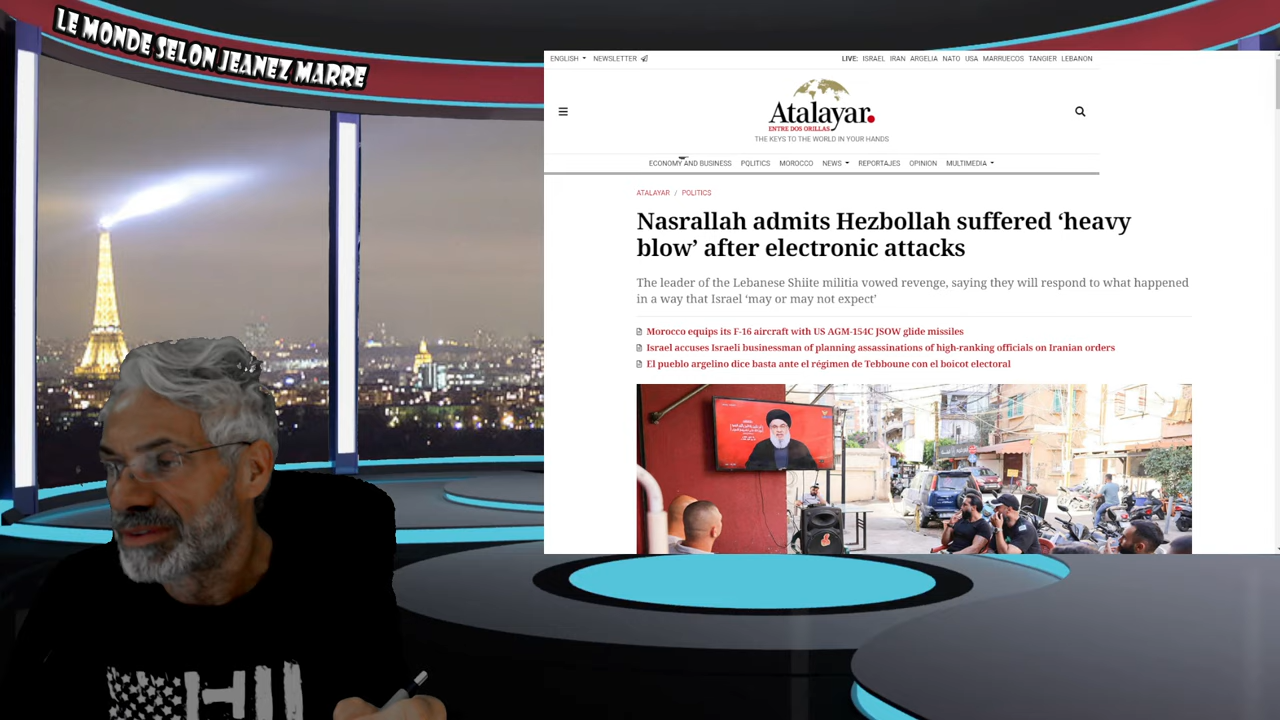 LE MONDE SELON JEANEZ MARRE
ENGLISH NEWSLETTER LIVE: ISRAEL IRAN ARGELIA NATO USA MARRUECOS TANGIER LEBANON
Atalayar
ENTRE DOS ORILLAS
THE KEYS TO THE WORLD IN YOUR HANDS
ECONOMY AND BUSINESS POLITICS MOROCCO NEWS REPORTAJES OPINION MULTIMEDIA
ATALAYAR / POLITICS
Nasrallah admits Hezbollah suffered ‘heavy
blow’ after electronic attacks
The leader of the Lebanese Shiite militia vowed revenge, saying they will respond to what happened
in a way that Israel ‘may or may not expect’
Morocco equips its F-16 aircraft with US AGM-154C JSOW glide missiles
Israel accuses Israeli businessman of planning assassinations of high-ranking officials on Iranian orders
El pueblo argelino dice basta ante el régimen de Tebboune con el boicot electoral